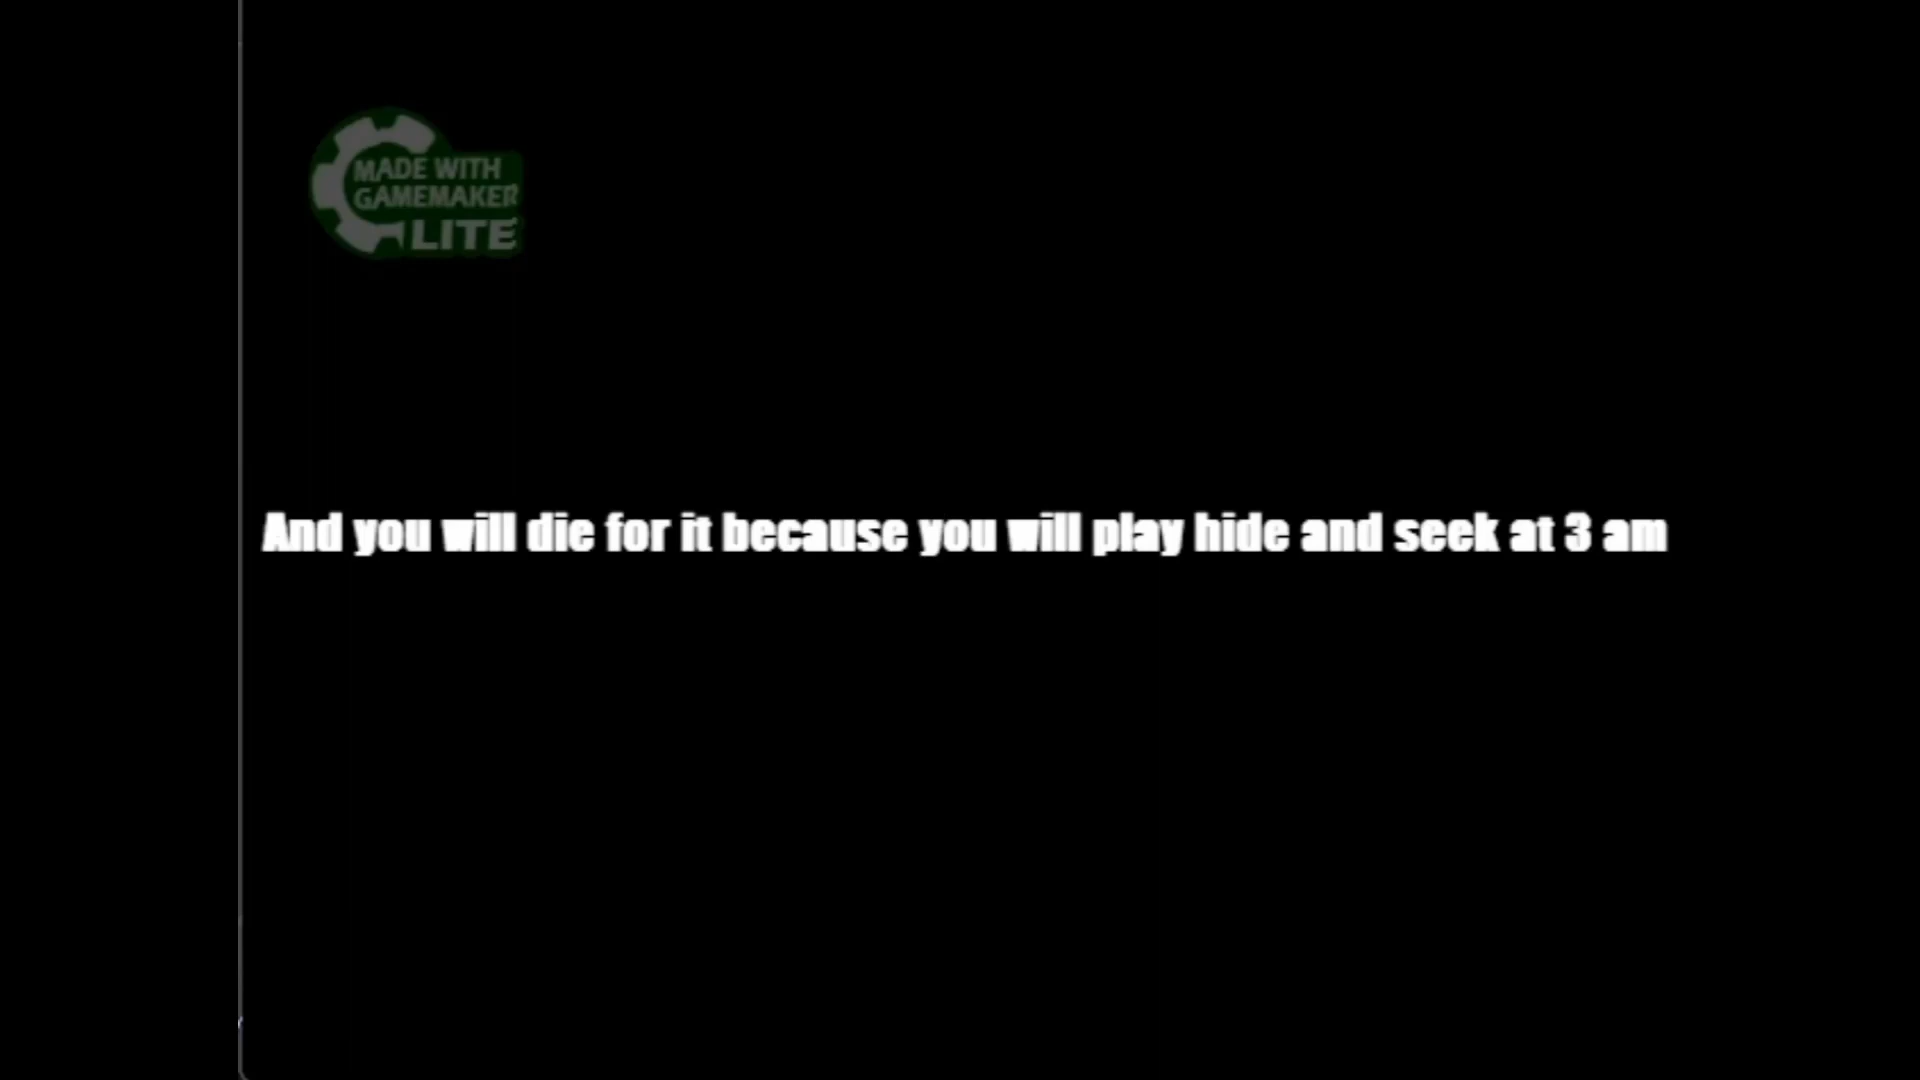 MADE WITH
GAMEMAKER
LITE
And you will die for it because you will play hide and seek at 3 am